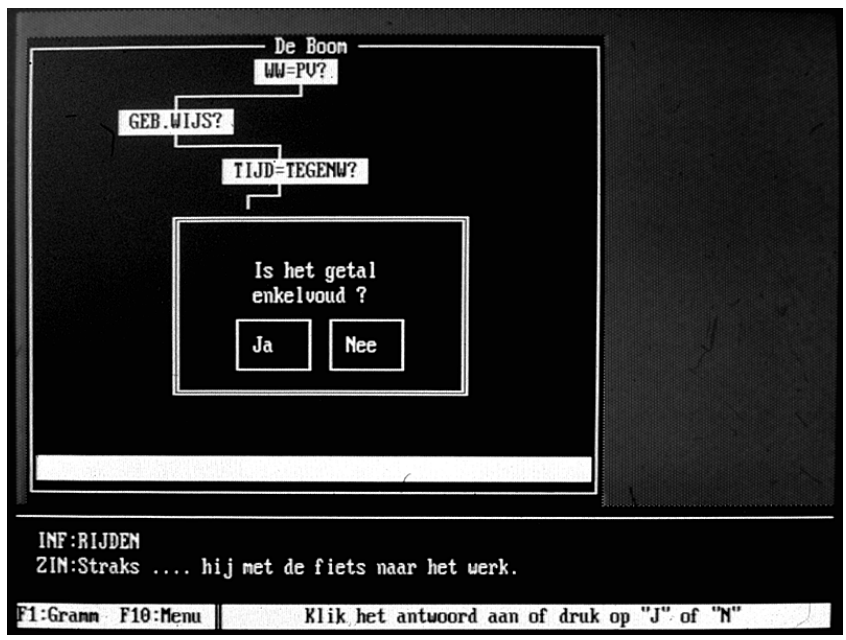 De Boom
WW=PV?
GEB.WIJS?
TIJD=TEGENW?
Is het getal
enkelvoud ?
Ja
Nee
INF:RIJDEN
ZIN:Straks .... hij met de fiets naar het werk.
F1:Gramm F10:Menu
Klik het antwoord aan of druk op "J" of "N"